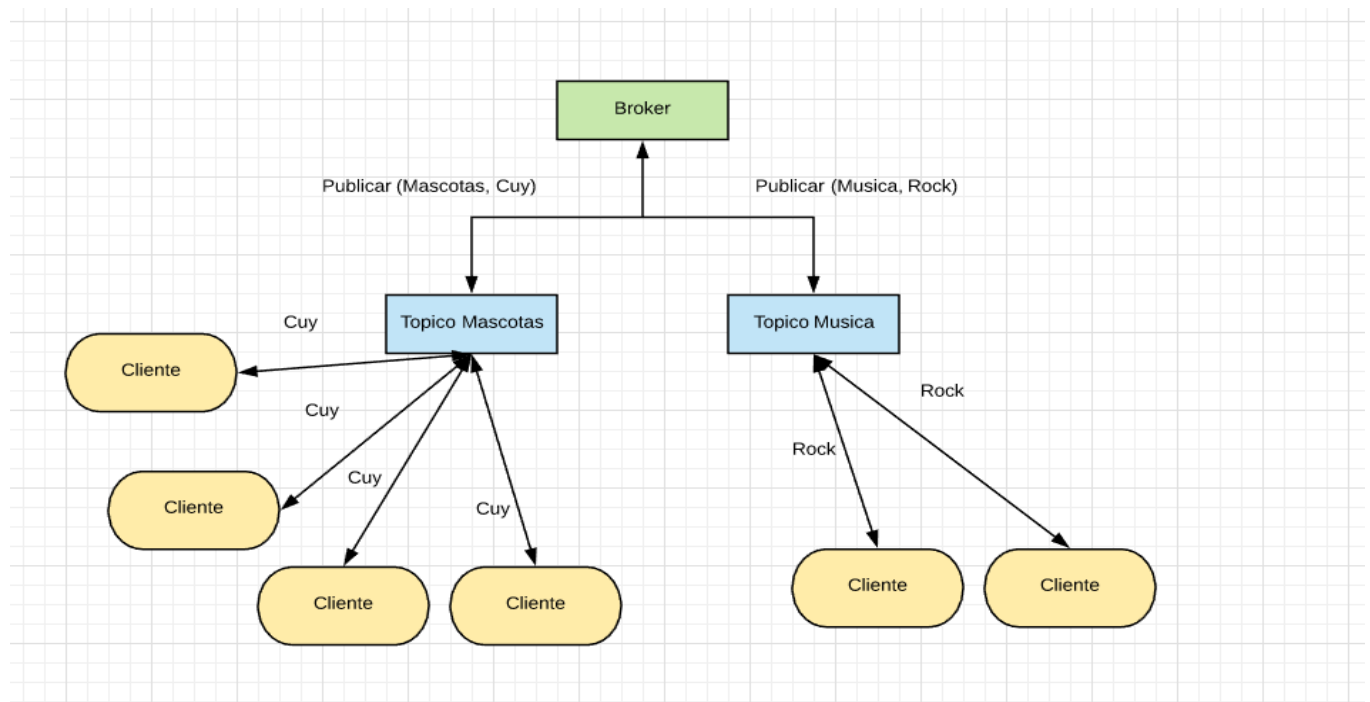 Broker
Publicar (Mascotas, Cuy)
Publicar (Musica, Rock)
Topico Mascotas
Topico Musica
Cuy
Cliente
Cuy
Rock
Cliente
Cuy
Rock
Cuy
Cliente
Cliente
Cliente
Cliente